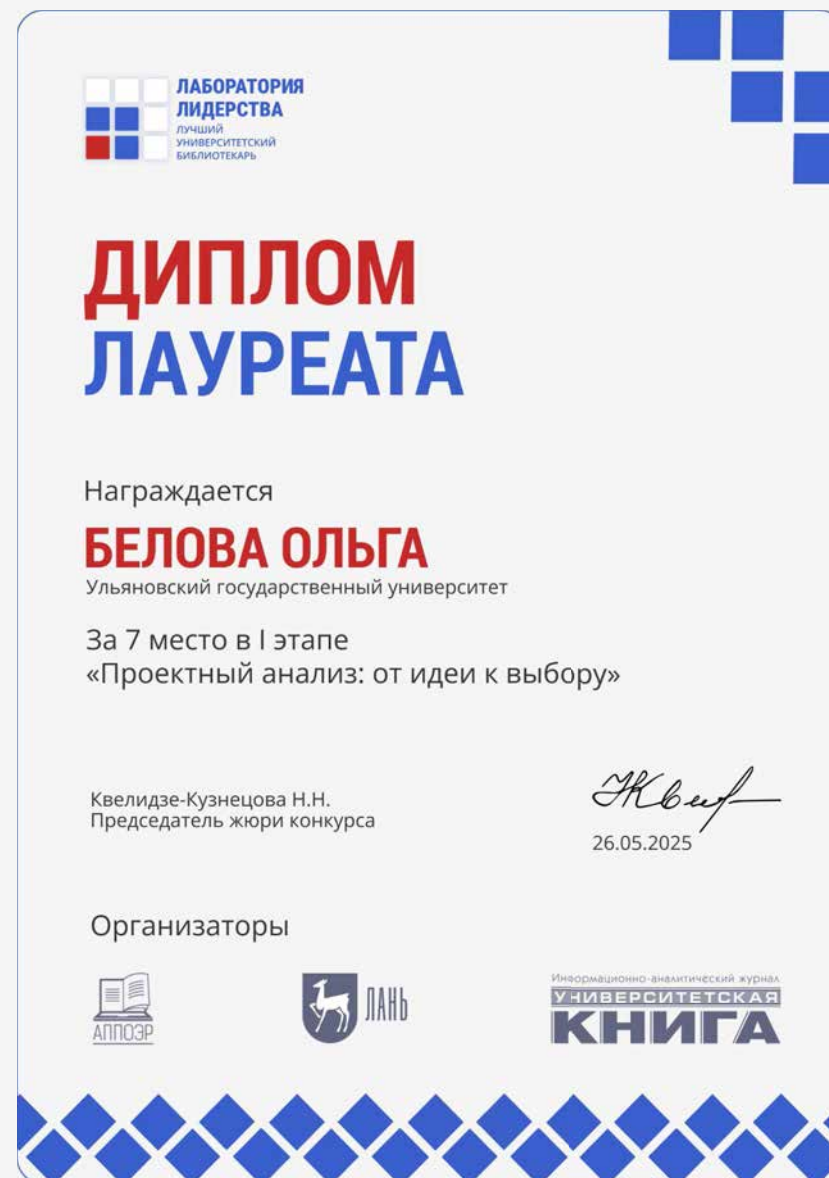 ЛАБОРАТОРИЯ
ЛИДЕРСТВА
ЛУЧШИЙ
УНИВЕРСИТЕТСКИЙ
БИБЛИОТЕКАРЬ
ДИПЛОМ
ЛАУРЕАТА
Награждается
БЕЛОВА ОЛЬГА
Ульяновский государственный университет
За 7 место в I этапе
«Проектный анализ: от идеи к выбору»
Квелидзе-Кузнецова Н.Н.
Председатель жюри конкурса
26.05.2025
Организаторы
АППОЭР
ЛАНЬ
Информационно-аналитический журнал
УНИВЕРСИТЕТСКАЯ
КНИГА